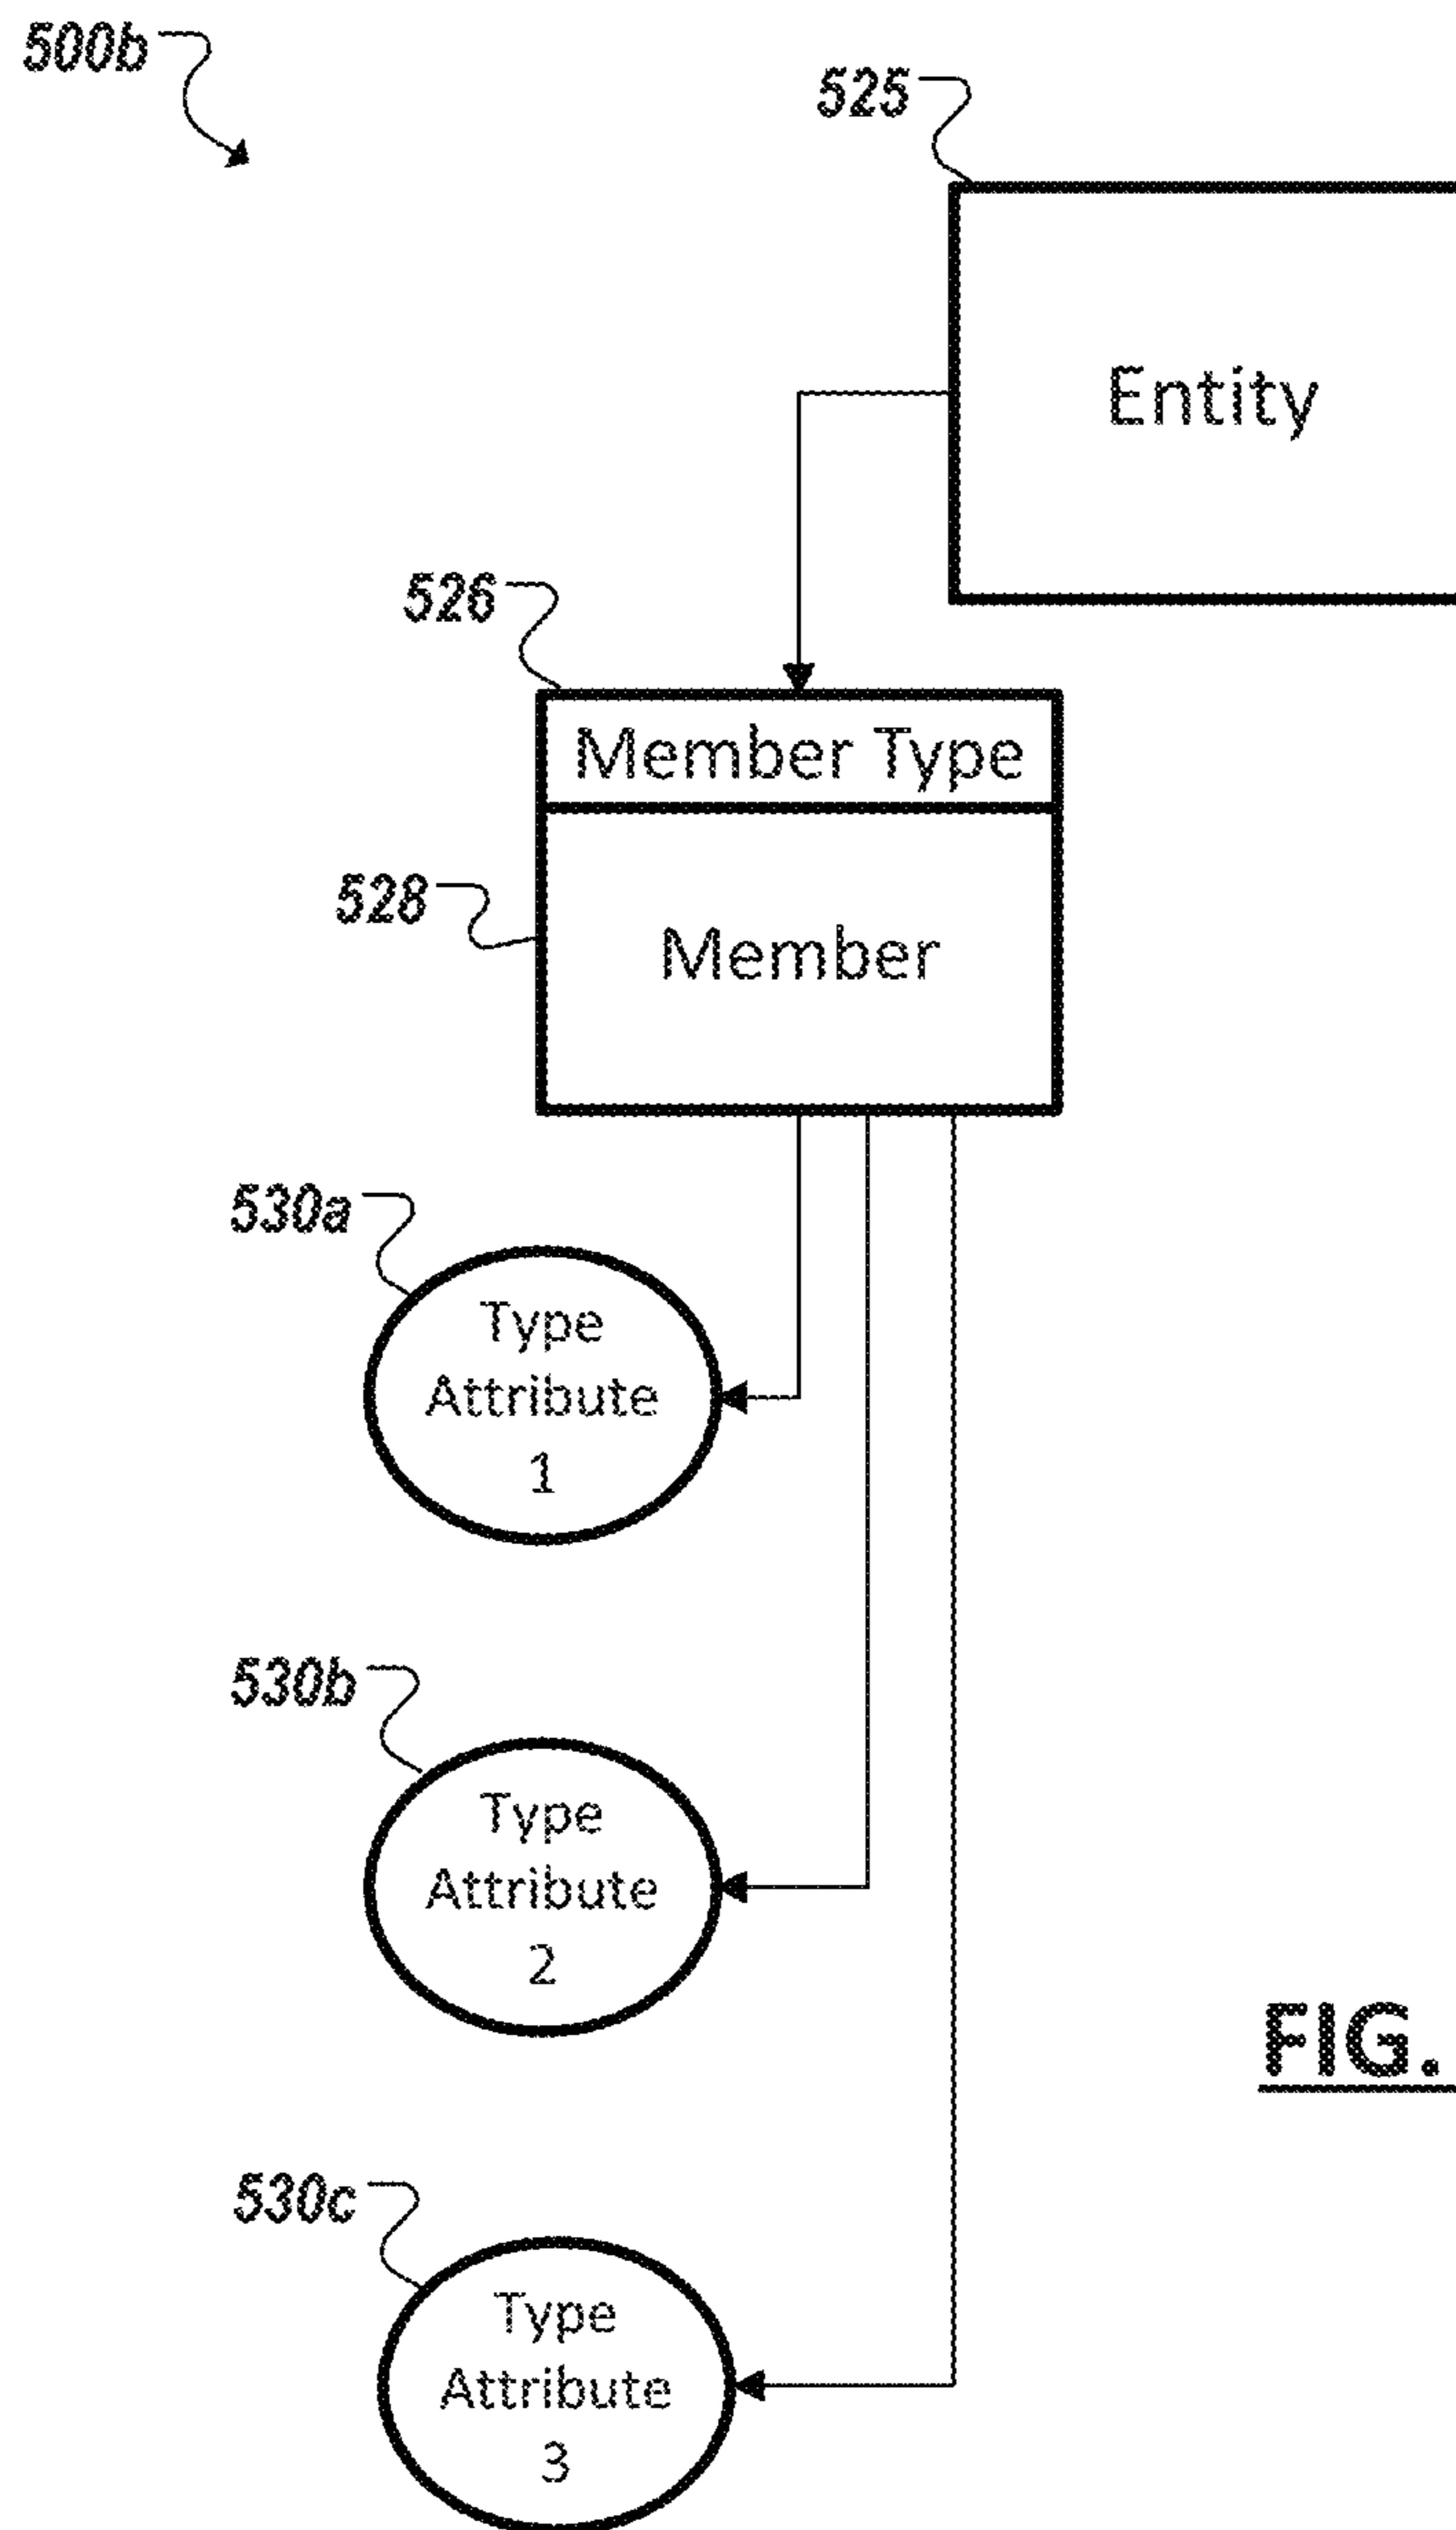 500b
525
Entity
526
Member Type
528
Member
530a
Type
Attribute
1
530b
Type
Attribute
2
FIG.
530c
Type
Attribute
3